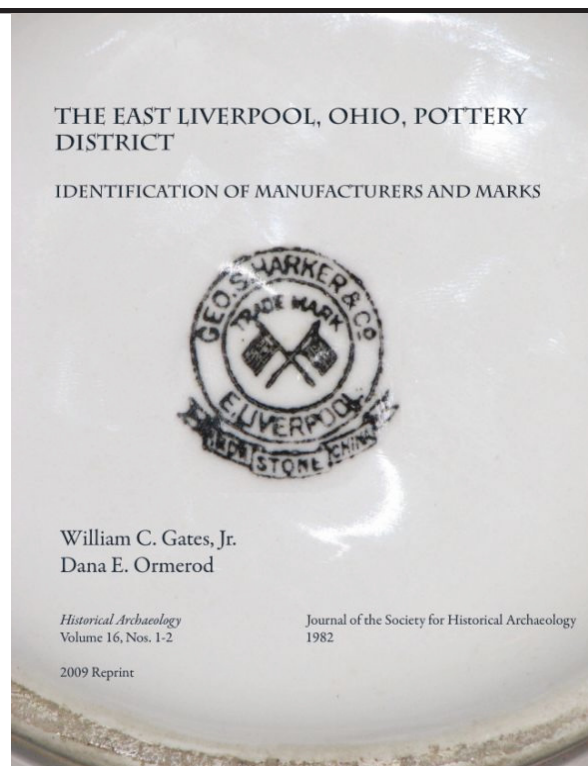 THE EAST LIVERPOOL, OHIO, POTTERY
DISTRICT
IDENTIFICATION OF MANUFACTURERS AND MARKS
GEO. S. HARKER & Co
TRADE MARK
E. LIVERPOOL
STONE CHINA
William C. Gates, Jr.
Dana E. Ormerod
Historical Archaeology
Volume 16, Nos. 1-2
Journal of the Society for Historical Archaeology
1982
2009 Reprint